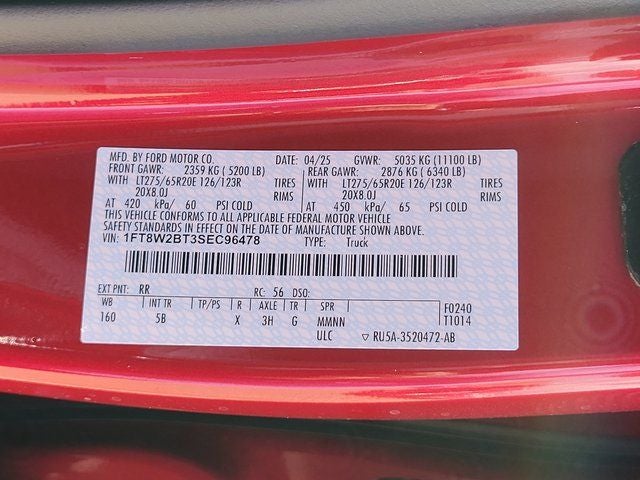 MFD. BY FORD MOTOR CO. DATE: 04/25 GVWR: 5035 KG (11100 LB)
FRONT GAWR: 2359 KG ( 5200 LB) REAR GAWR: 2876 KG ( 6340 LB)
WITH LT275/65R20E 126/123R TIRES WITH LT275/65R20E 126/123R TIRES
20X8.0J RIMS 20X8.0J RIMS
AT 420 kPa/ 60 PSI COLD AT 450 kPa/ 65 PSI COLD
THIS VEHICLE CONFORMS TO ALL APPLICABLE FEDERAL MOTOR VEHICLE
SAFETY STANDARDS IN EFFECT ON THE DATE OF MANUFACTURE SHOWN ABOVE.
VIN: 1FT8W2BT3SEC96478 TYPE: Truck
EXT PNT: RR RC: 56 DSO:
WB INT TR TP/PS R AXLE TR SPR F0240
160 5B X 3H G MMNN T1014
ULC ▽ RU5A-3520472-AB